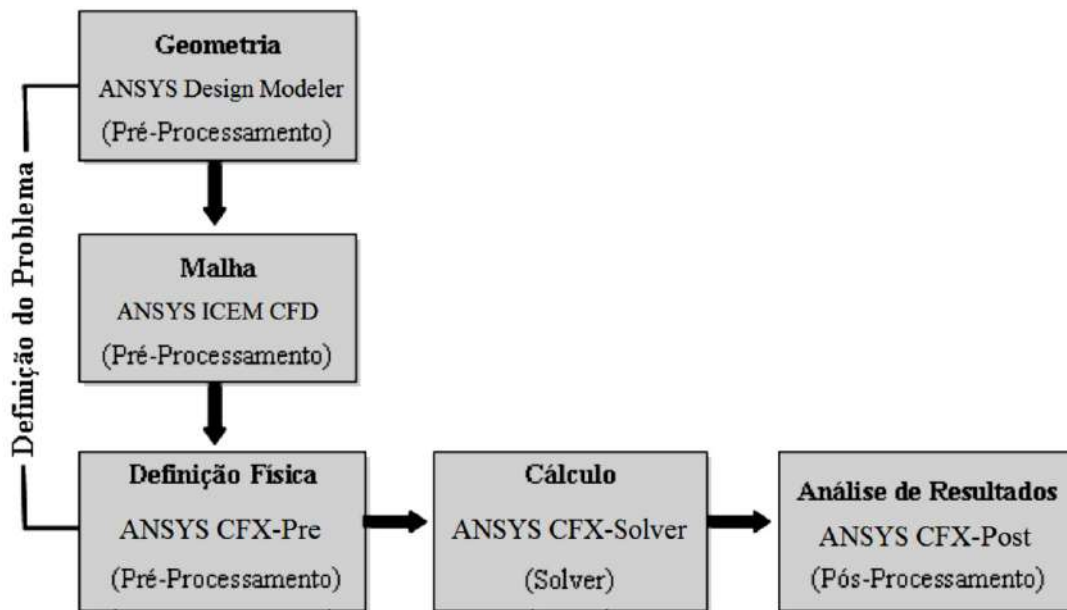 Geometria
ANSYS Design Modeler
(Pré-Processamento)
Definição do Problema
Malha
ANSYS ICEM CFD
(Pré-Processamento)
Definição Física
ANSYS CFX-Pre
(Pré-Processamento)
Cálculo
ANSYS CFX-Solver
(Solver)
Análise de Resultados
ANSYS CFX-Post
(Pós-Processamento)